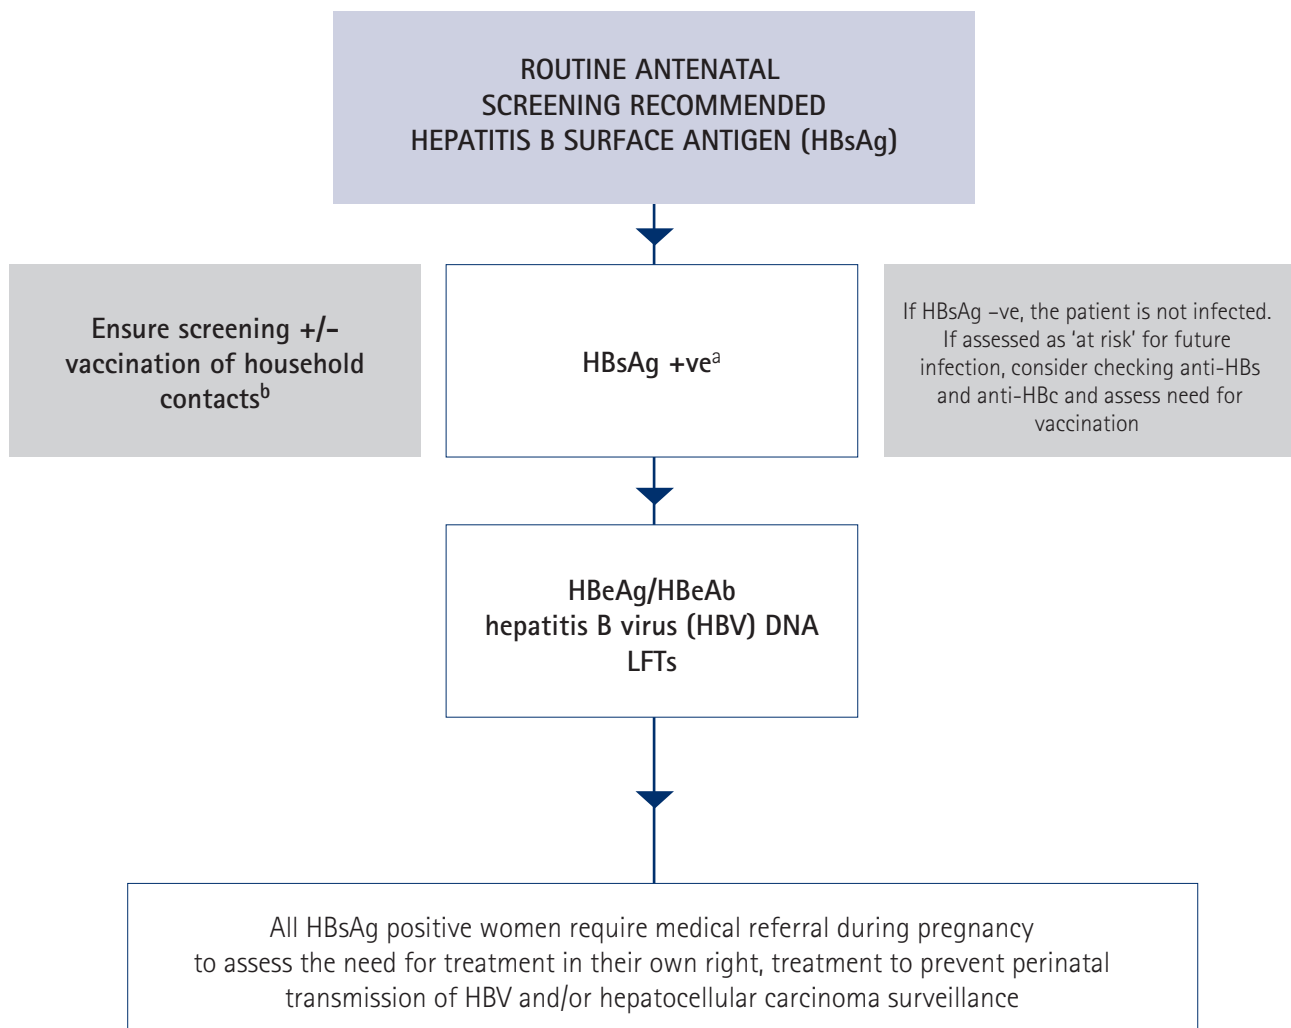 ROUTINE ANTENATAL
SCREENING RECOMMENDED
HEPATITIS B SURFACE ANTIGEN (HBsAg)
Ensure screening +/–
vaccination of household
contactsᵇ
HBsAg +veᵃ
If HBsAg –ve, the patient is not infected.
If assessed as ‘at risk’ for future
infection, consider checking anti-HBs
and anti-HBc and assess need for
vaccination
HBeAg/HBeAb
hepatitis B virus (HBV) DNA
LFTs
All HBsAg positive women require medical referral during pregnancy
to assess the need for treatment in their own right, treatment to prevent perinatal
transmission of HBV and/or hepatocellular carcinoma surveillance